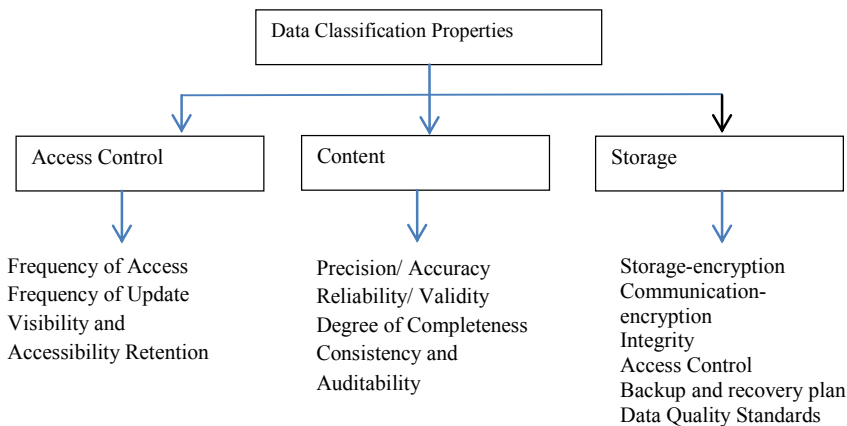 Data Classification Properties
Access Control
Content
Storage
Frequency of Access
Frequency of Update
Visibility and
Accessibility Retention
Precision/ Accuracy
Reliability/ Validity
Degree of Completeness
Consistency and
Auditability
Storage-encryption
Communication-
encryption
Integrity
Access Control
Backup and recovery plan
Data Quality Standards